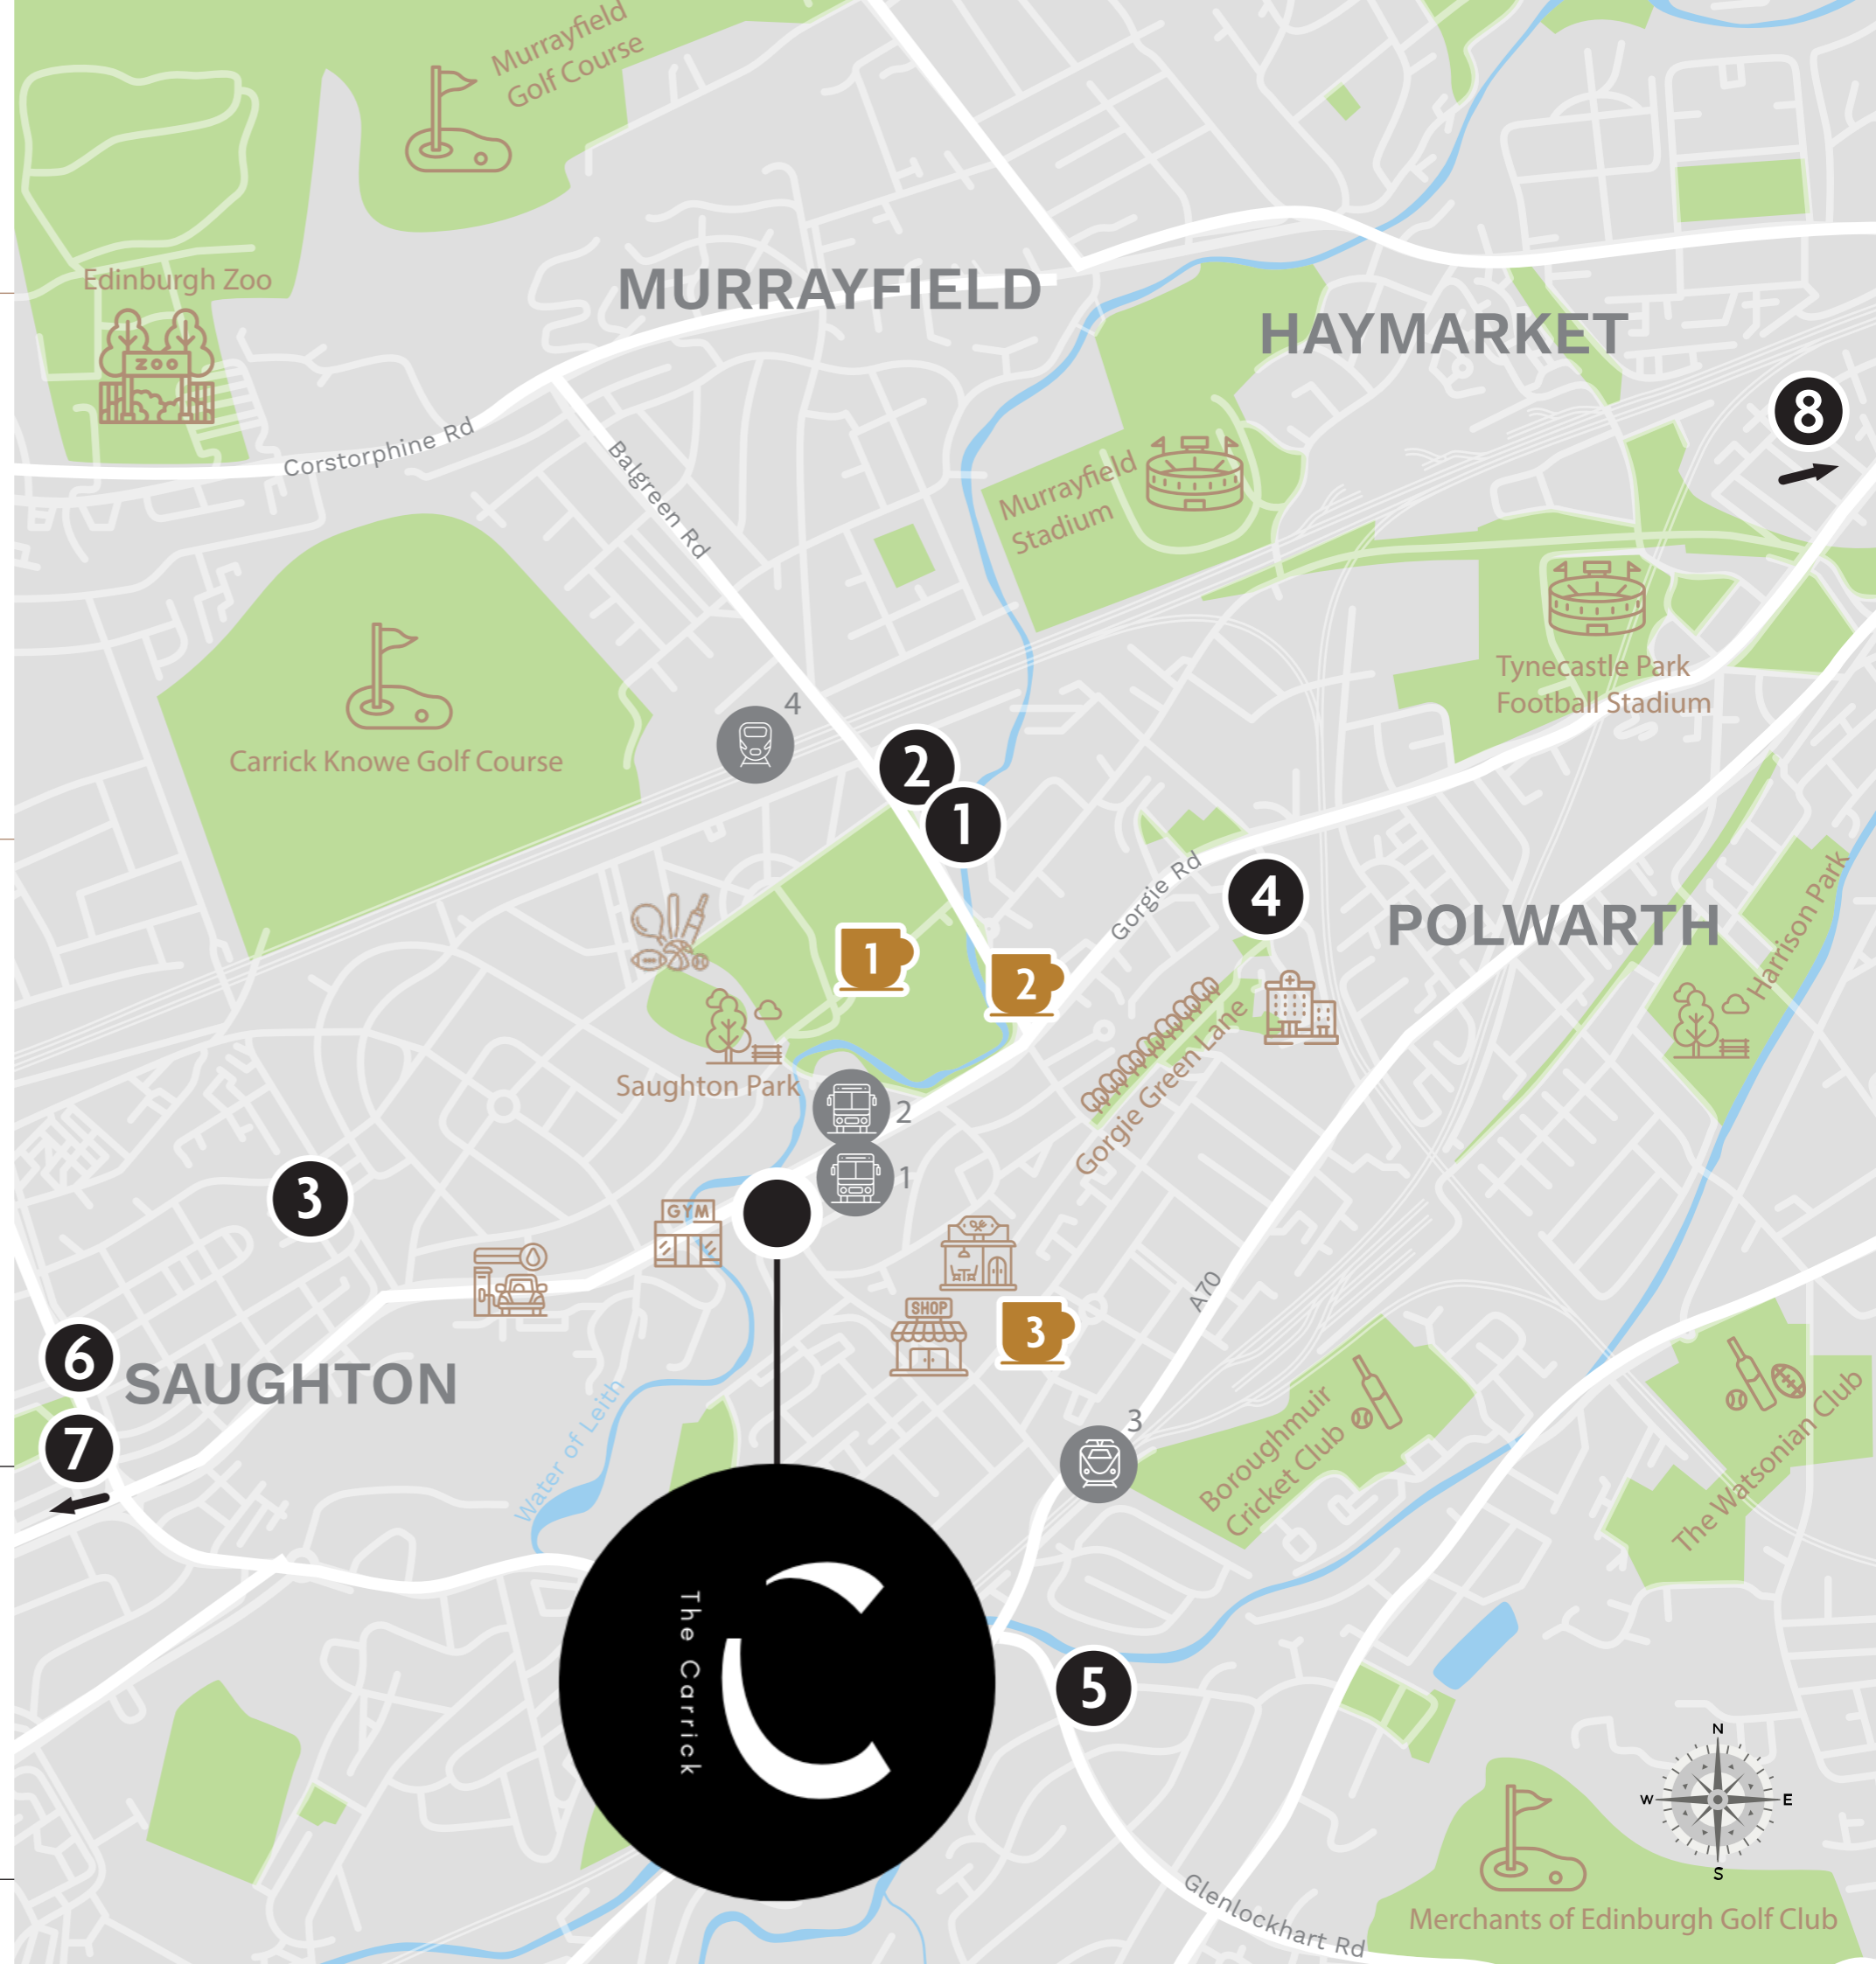 Murrayfield
Golf Course
Edinburgh Zoo
ZOO
MURRAYFIELD
HAYMARKET
8
Corstorphine Rd
Balgreen Rd
Murrayfield
Stadium
Tynecastle Park
Football Stadium
4
Carrick Knowe Golf Course
2
1
Gorgie Rd
4
POLWARTH
Harrison Park
1
2
Saughton Park
Gorgie Green Lane
2
1
3
GYM
SHOP
3
A70
6
SAUGHTON
7
Water of Leith
3
Boroughmuir
Cricket Club
The Watsonian Club
The Carrick
5
N
W
E
S
Glenlockhart Rd
Merchants of Edinburgh Golf Club